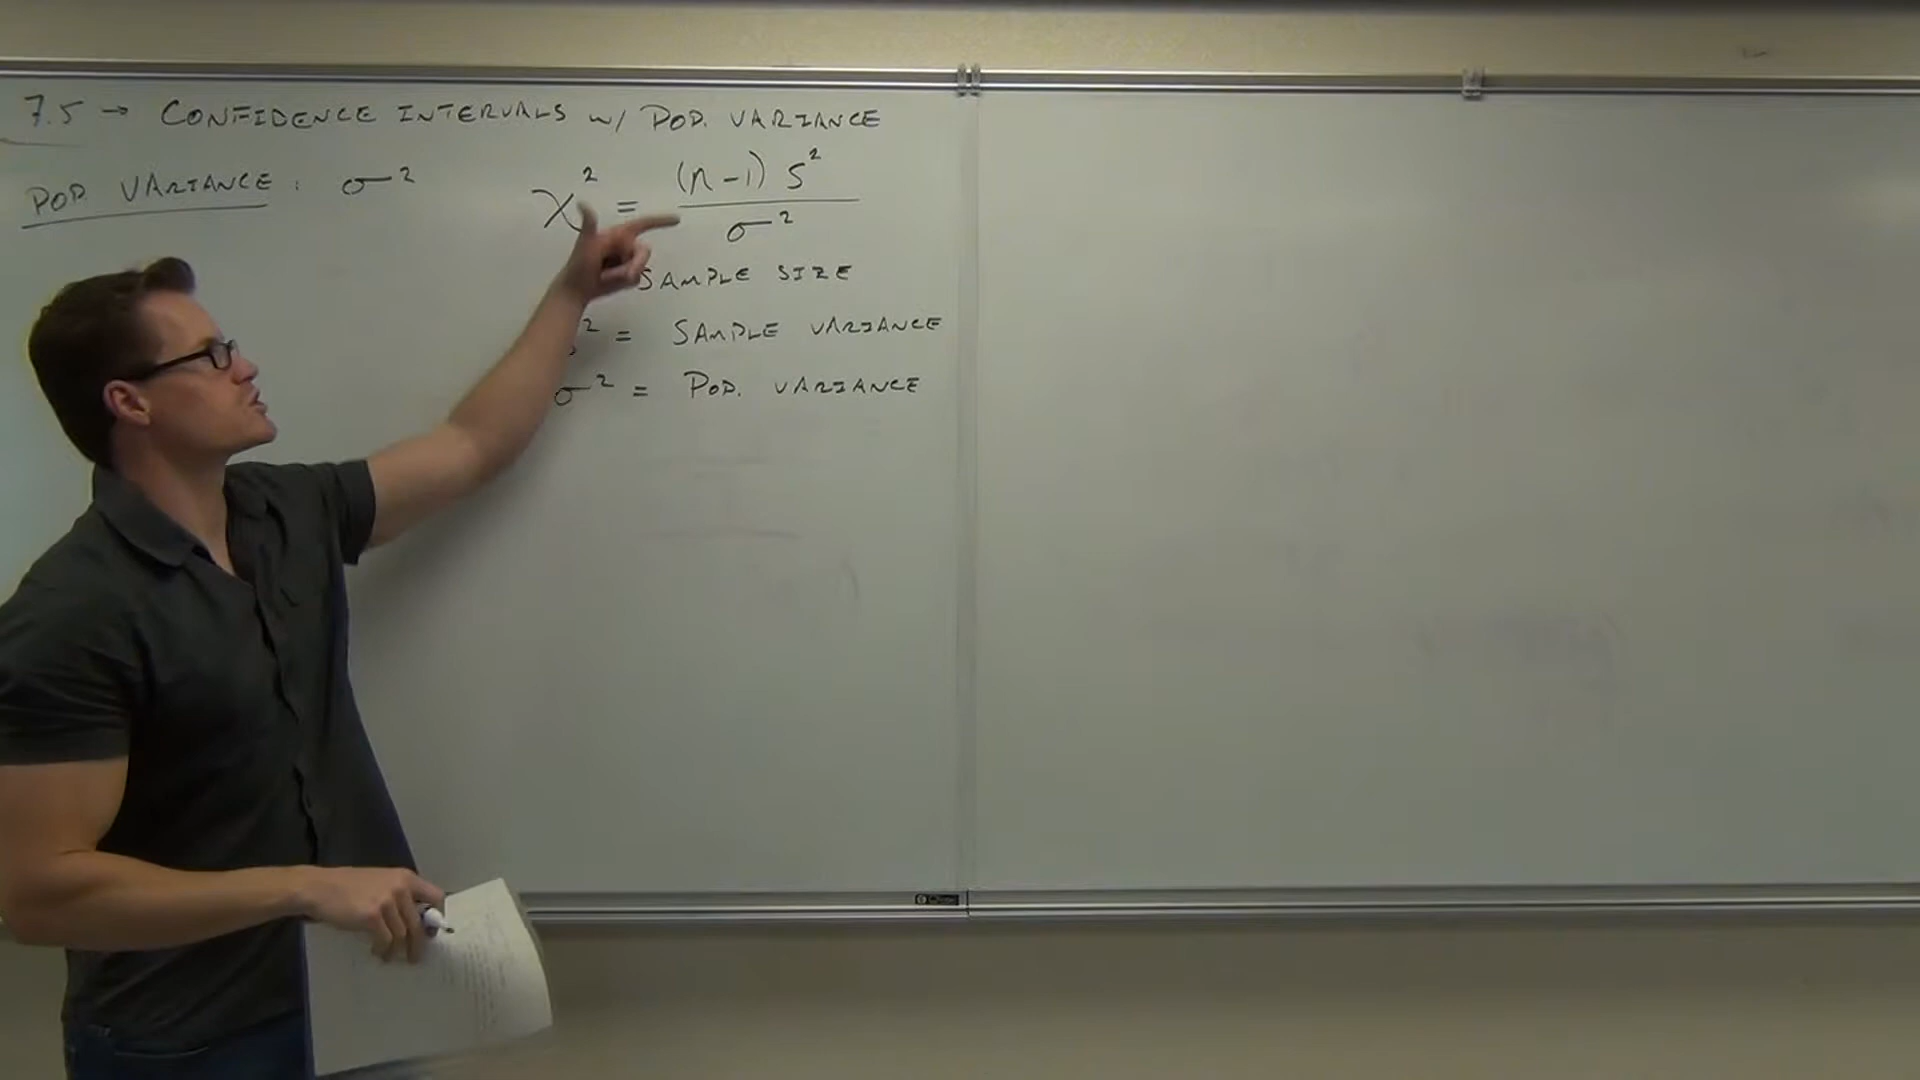 7.5 → CONFIDENCE INTERVALS w/ POP. VARIANCE
POP. VARIANCE: σ²
χ² = (n-1) s² / σ²
SAMPLE SIZE
s² = SAMPLE VARIANCE
σ² = POP. VARIANCE